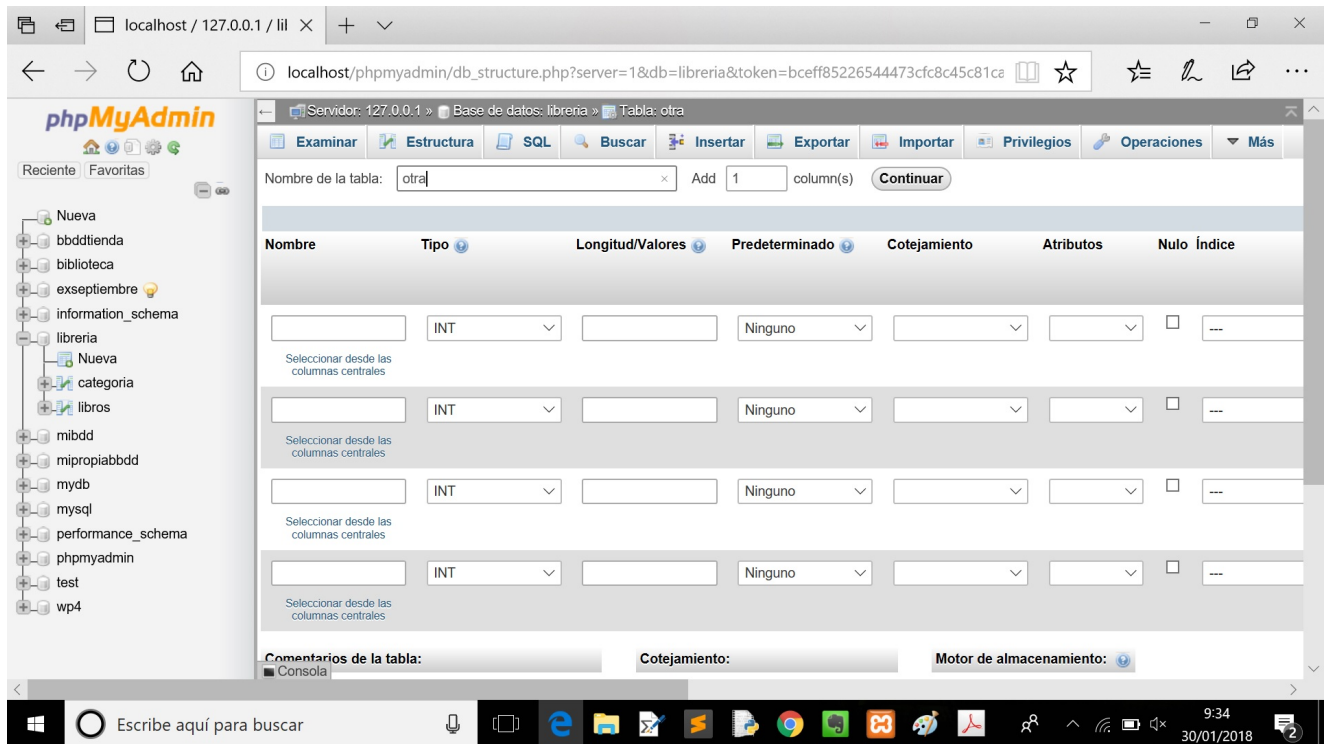 localhost / 127.0.0.1 / lil
localhost/phpmyadmin/db_structure.php?server=1&db=libreria&token=bceff85226544473cfc8c45c81ca
phpMyAdmin
Reciente Favoritas
Nueva
bbddtienda
biblioteca
exseptiembre
information_schema
libreria
Nueva
categoria
libros
mibdd
mipropiabbdd
mydb
mysql
performance_schema
phpmyadmin
test
wp4
Servidor: 127.0.0.1 » Base de datos: libreria » Tabla: otra
Examinar Estructura SQL Buscar Insertar Exportar Importar Privilegios Operaciones Más
Nombre de la tabla: otra Add 1 column(s) Continuar
Nombre Tipo Longitud/Valores Predeterminado Cotejamiento Atributos Nulo Índice
INT Ninguno ---
Seleccionar desde las
columnas centrales
INT Ninguno ---
Seleccionar desde las
columnas centrales
INT Ninguno ---
Seleccionar desde las
columnas centrales
INT Ninguno ---
Seleccionar desde las
columnas centrales
Comentarios de la tabla: Cotejamiento: Motor de almacenamiento:
Consola
Escribe aquí para buscar
9:34
30/01/2018
2